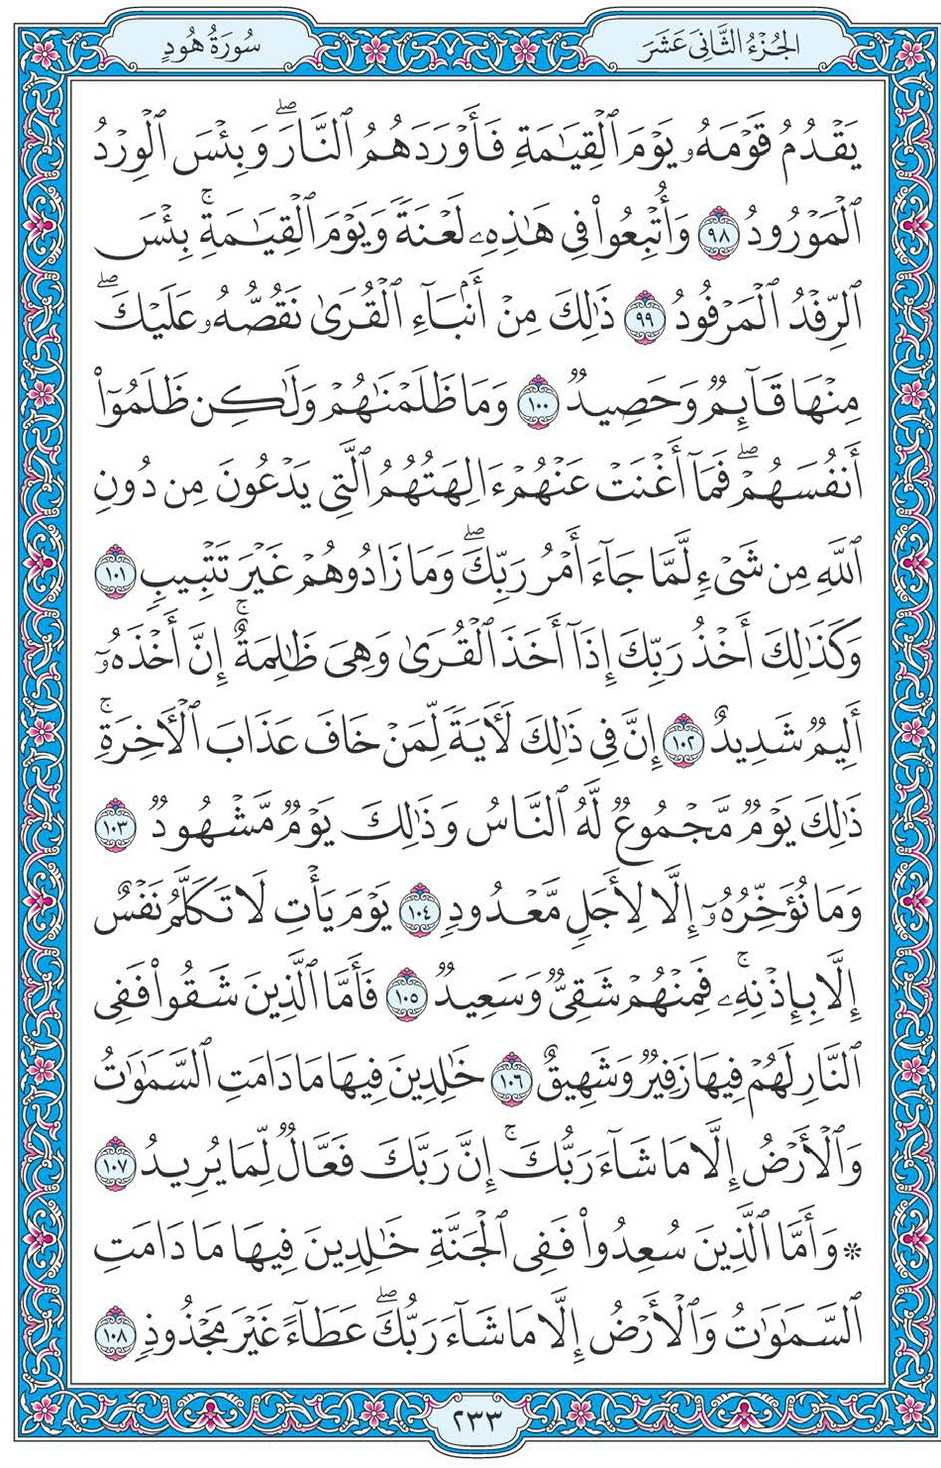 الجُزْءُ الثَّانِي عَشَرَ
سُورَةُ هُودٍ
يَقْدُمُ قَوْمَهُۥ يَوْمَ ٱلْقِيَٰمَةِ فَأَوْرَدَهُمُ ٱلنَّارَۖ وَبِئْسَ ٱلْوِرْدُ
ٱلْمَوْرُودُ ٩٨ وَأُتْبِعُوا۟ فِى هَٰذِهِۦ لَعْنَةً وَيَوْمَ ٱلْقِيَٰمَةِۚ بِئْسَ
ٱلرِّفْدُ ٱلْمَرْفُودُ ٩٩ ذَٰلِكَ مِنْ أَنۢبَآءِ ٱلْقُرَىٰ نَقُصُّهُۥ عَلَيْكَۖ
مِنْهَا قَآئِمٌ وَحَصِيدٌ ١٠٠ وَمَا ظَلَمْنَٰهُمْ وَلَٰكِن ظَلَمُوٓا۟
أَنفُسَهُمْۖ فَمَآ أَغْنَتْ عَنْهُمْ ءَالِهَتُهُمُ ٱلَّتِى يَدْعُونَ مِن دُونِ
ٱللَّهِ مِن شَىْءٍ لَّمَّا جَآءَ أَمْرُ رَبِّكَۖ وَمَا زَادُوهُمْ غَيْرَ تَتْبِيبٍ ١٠١
وَكَذَٰلِكَ أَخْذُ رَبِّكَ إِذَآ أَخَذَ ٱلْقُرَىٰ وَهِىَ ظَٰلِمَةٌۚ إِنَّ أَخْذَهُۥٓ
أَلِيمٌ شَدِيدٌ ١٠٢ إِنَّ فِى ذَٰلِكَ لَءَايَةً لِّمَنْ خَافَ عَذَابَ ٱلْءَاخِرَةِۚ
ذَٰلِكَ يَوْمٌ مَّجْمُوعٌ لَّهُ ٱلنَّاسُ وَذَٰلِكَ يَوْمٌ مَّشْهُودٌ ١٠٣
وَمَا نُؤَخِّرُهُۥٓ إِلَّا لِأَجَلٍ مَّعْدُودٍ ١٠٤ يَوْمَ يَأْتِ لَا تَكَلَّمُ نَفْسٌ
إِلَّا بِإِذْنِهِۦۚ فَمِنْهُمْ شَقِىٌّ وَسَعِيدٌ ١٠٥ فَأَمَّا ٱلَّذِينَ شَقُوا۟ فَفِى
ٱلنَّارِ لَهُمْ فِيهَا زَفِيرٌ وَشَهِيقٌ ١٠٦ خَٰلِدِينَ فِيهَا مَا دَامَتِ ٱلسَّمَٰوَٰتُ
وَٱلْأَرْضُ إِلَّا مَا شَآءَ رَبُّكَۚ إِنَّ رَبَّكَ فَعَّالٌ لِّمَا يُرِيدُ ١٠٧
۞ وَأَمَّا ٱلَّذِينَ سُعِدُوا۟ فَفِى ٱلْجَنَّةِ خَٰلِدِينَ فِيهَا مَا دَامَتِ
ٱلسَّمَٰوَٰتُ وَٱلْأَرْضُ إِلَّا مَا شَآءَ رَبُّكَۖ عَطَآءً غَيْرَ مَجْذُوذٍ ١٠٨
٢٣٣